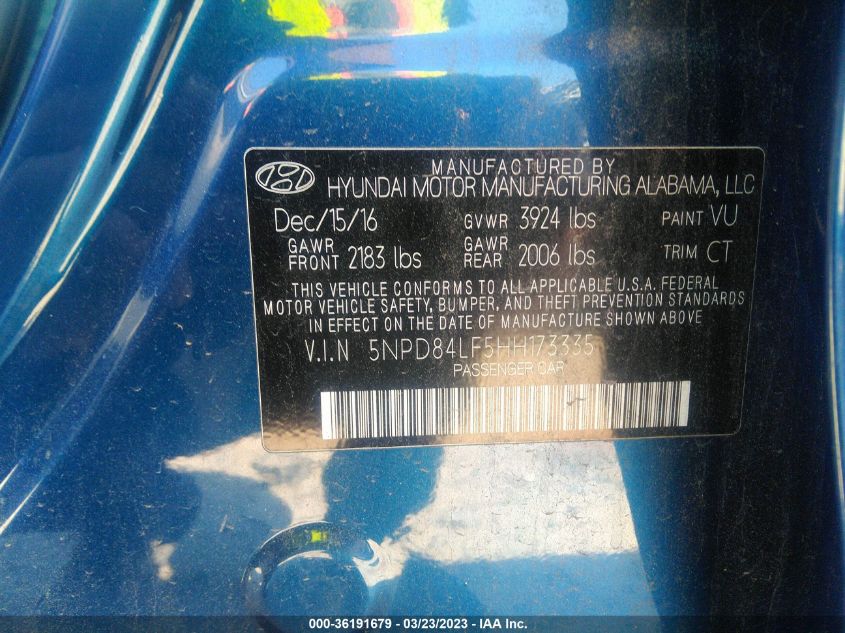 MANUFACTURED BY
HYUNDAI MOTOR MANUFACTURING ALABAMA, LLC
Dec/15/16 GVWR 3924 lbs PAINT VU
GAWR FRONT 2183 lbs GAWR REAR 2006 lbs TRIM CT
THIS VEHICLE CONFORMS TO ALL APPLICABLE U.S.A. FEDERAL
MOTOR VEHICLE SAFETY, BUMPER, AND THEFT PREVENTION STANDARDS
IN EFFECT ON THE DATE OF MANUFACTURE SHOWN ABOVE
V.I.N 5NPD84LF5HH173335
PASSENGER CAR
000-36191679 - 03/23/2023 - IAA Inc.